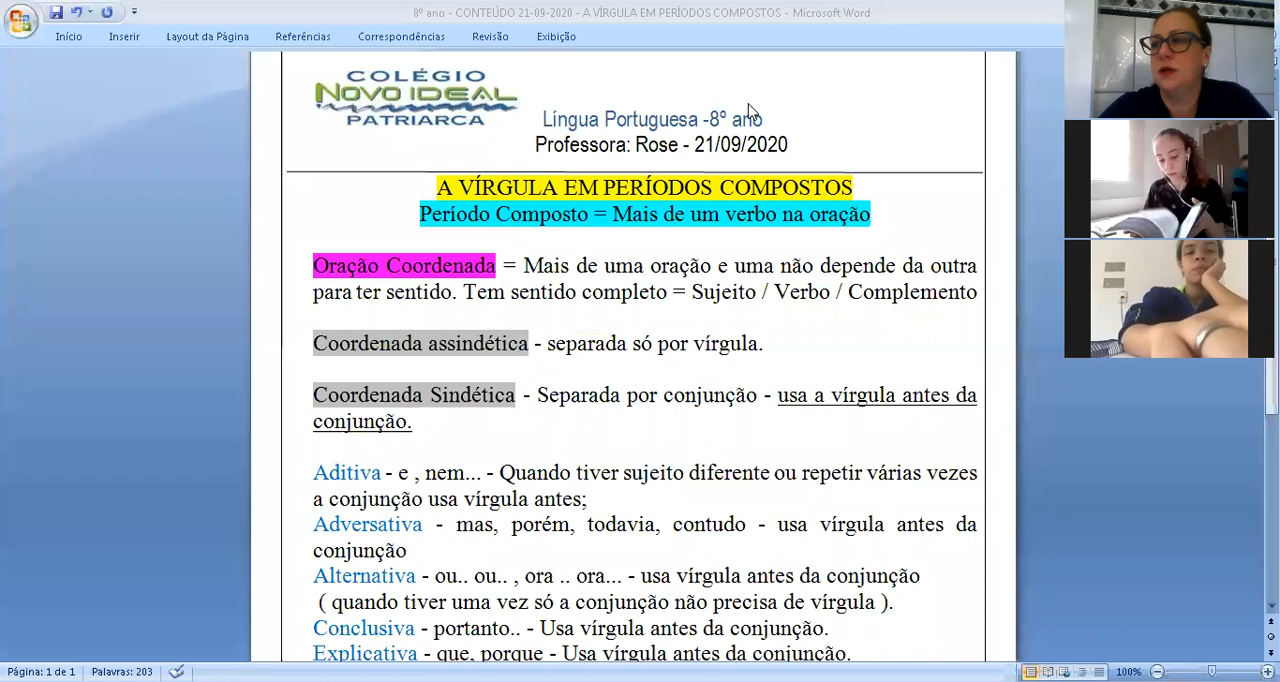 8º ano - CONTEÚDO 21-09-2020 - A VÍRGULA EM PERÍODOS COMPOSTOS - Microsoft Word
Início Inserir Layout da Página Referências Correspondências Revisão Exibição
COLÉGIO
NOVO IDEAL
PATRIARCA
Língua Portuguesa -8º ano
Professora: Rose - 21/09/2020
A VÍRGULA EM PERÍODOS COMPOSTOS
Período Composto = Mais de um verbo na oração
Oração Coordenada = Mais de uma oração e uma não depende da outra
para ter sentido. Tem sentido completo = Sujeito / Verbo / Complemento
Coordenada assindética - separada só por vírgula.
Coordenada Sindética - Separada por conjunção - usa a vírgula antes da
conjunção.
Aditiva - e , nem... - Quando tiver sujeito diferente ou repetir várias vezes
a conjunção usa vírgula antes;
Adversativa - mas, porém, todavia, contudo - usa vírgula antes da
conjunção
Alternativa - ou.. ou.. , ora .. ora... - usa vírgula antes da conjunção
( quando tiver uma vez só a conjunção não precisa de vírgula ).
Conclusiva - portanto.. - Usa vírgula antes da conjunção.
Explicativa - que, porque - Usa vírgula antes da conjunção.
Página: 1 de 1 Palavras: 203 100%